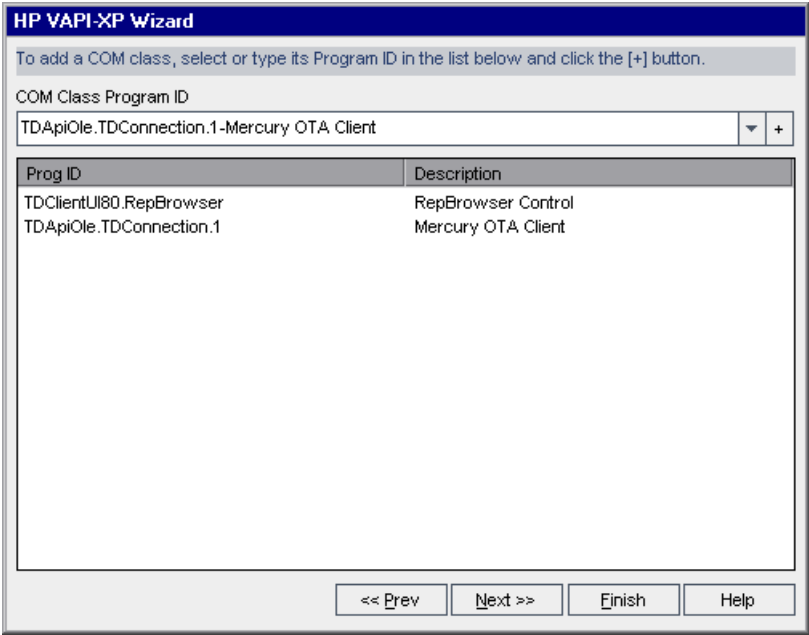 HP VAPI-XP Wizard
To add a COM class, select or type its Program ID in the list below and click the [+] button.
COM Class Program ID
TDApiOle.TDConnection.1-Mercury OTA Client +
Prog ID Description
TDClientUI80.RepBrowser RepBrowser Control
TDApiOle.TDConnection.1 Mercury OTA Client
<< Prev Next >> Finish Help